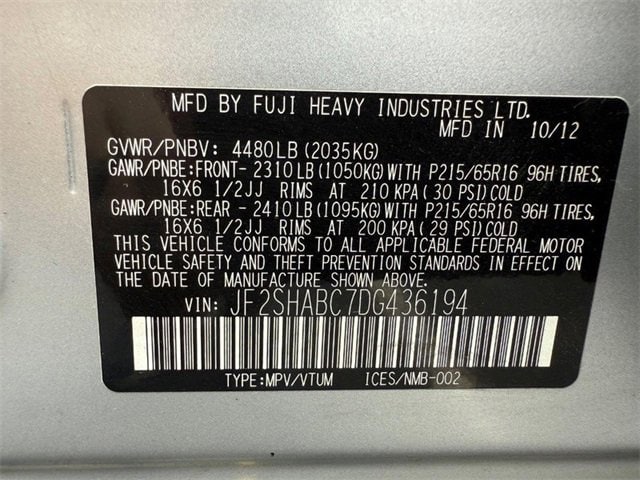 MFD BY FUJI HEAVY INDUSTRIES LTD.
MFD IN 10/12
GVWR/PNBV: 4480LB(2035KG)
GAWR/PNBE:FRONT- 2310LB(1050KG)WITH P215/65R16 96H TIRES,
16X6 1/2JJ RIMS AT 210 KPA(30 PSI)COLD
GAWR/PNBE:REAR - 2410LB(1095KG)WITH P215/65R16 96H TIRES,
16X6 1/2JJ RIMS AT 200 KPA(29 PSI)COLD
THIS VEHICLE CONFORMS TO ALL APPLICABLE FEDERAL MOTOR
VEHICLE SAFETY AND THEFT PREVENTION STANDARDS IN EFFECT ON
THE DATE OF MANUFACTURE SHOWN ABOVE.
VIN: JF2SHABC7DG436194
TYPE:MPV/VTUM ICES/NMB-002